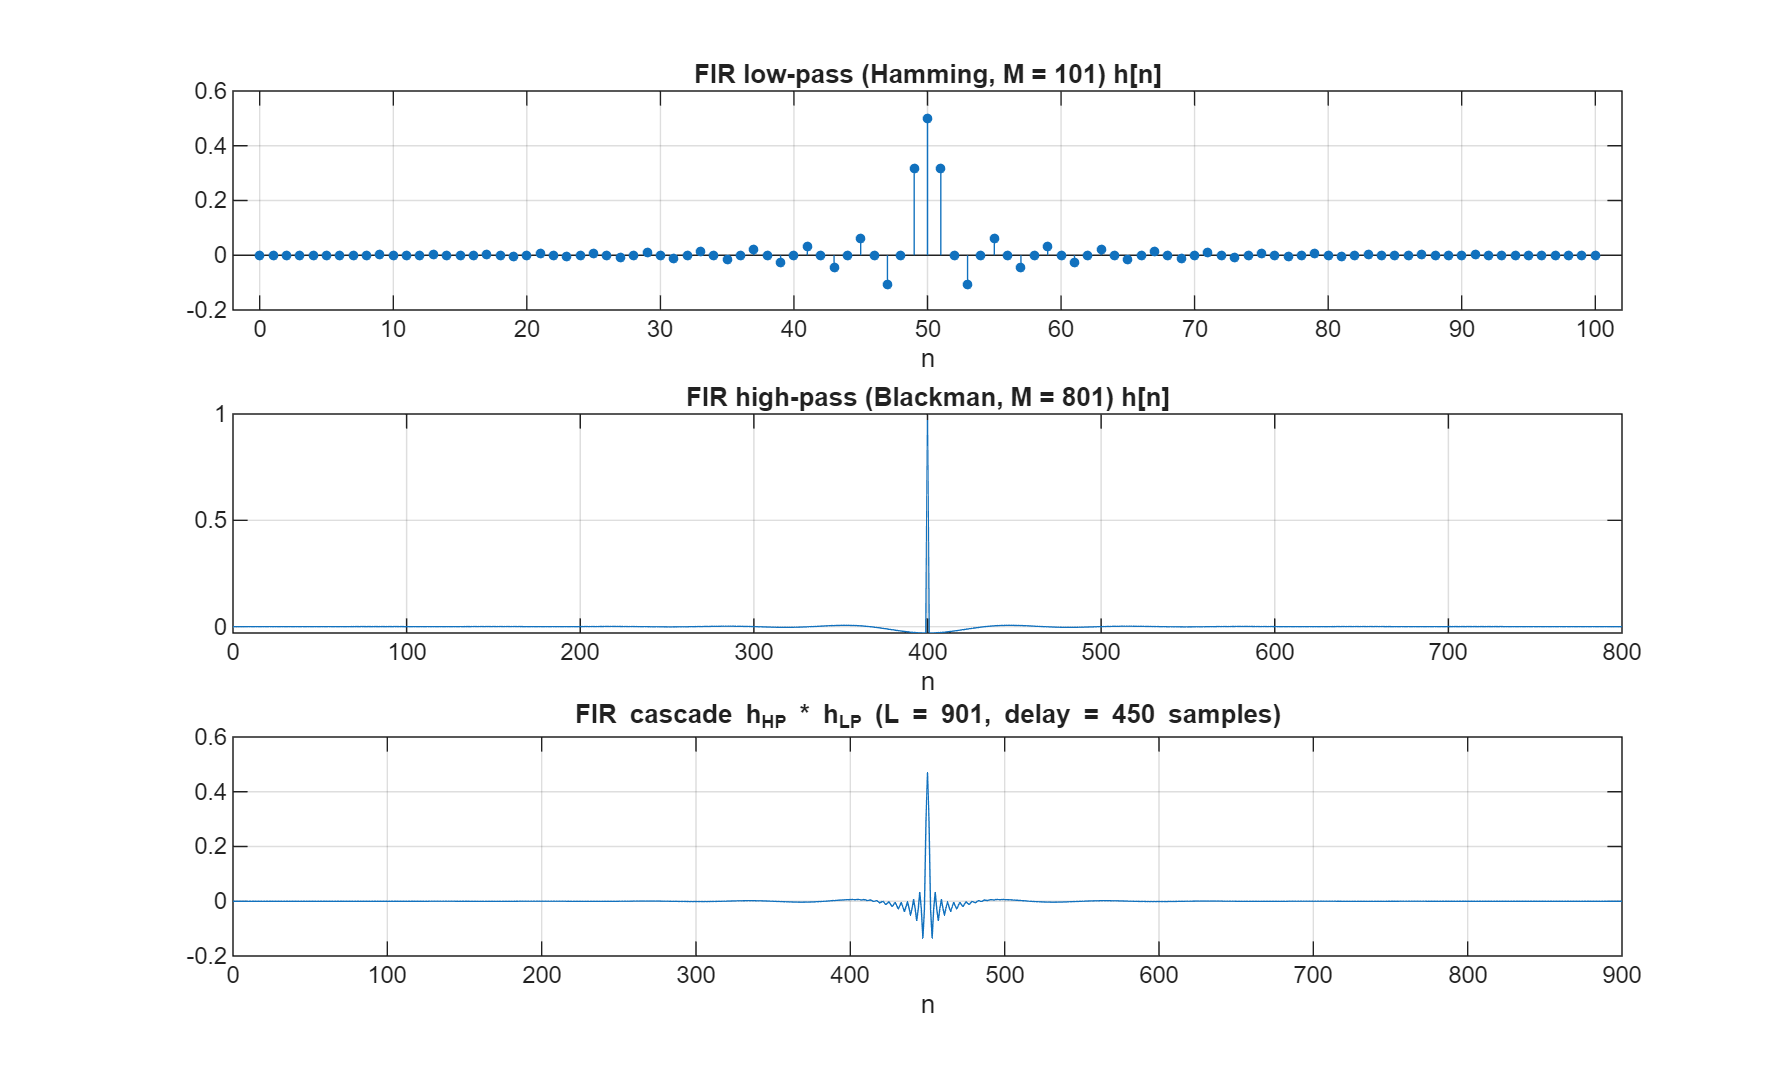 FIR low-pass (Hamming, M = 101) h[n]
0.6
0.4
0.2
0
-0.2
0 10 20 30 40 50 60 70 80 90 100
n
FIR high-pass (Blackman, M = 801) h[n]
1
0.5
0
0 100 200 300 400 500 600 700 800
n
FIR cascade h_HP * h_LP (L = 901, delay = 450 samples)
0.6
0.4
0.2
0
-0.2
0 100 200 300 400 500 600 700 800 900
n